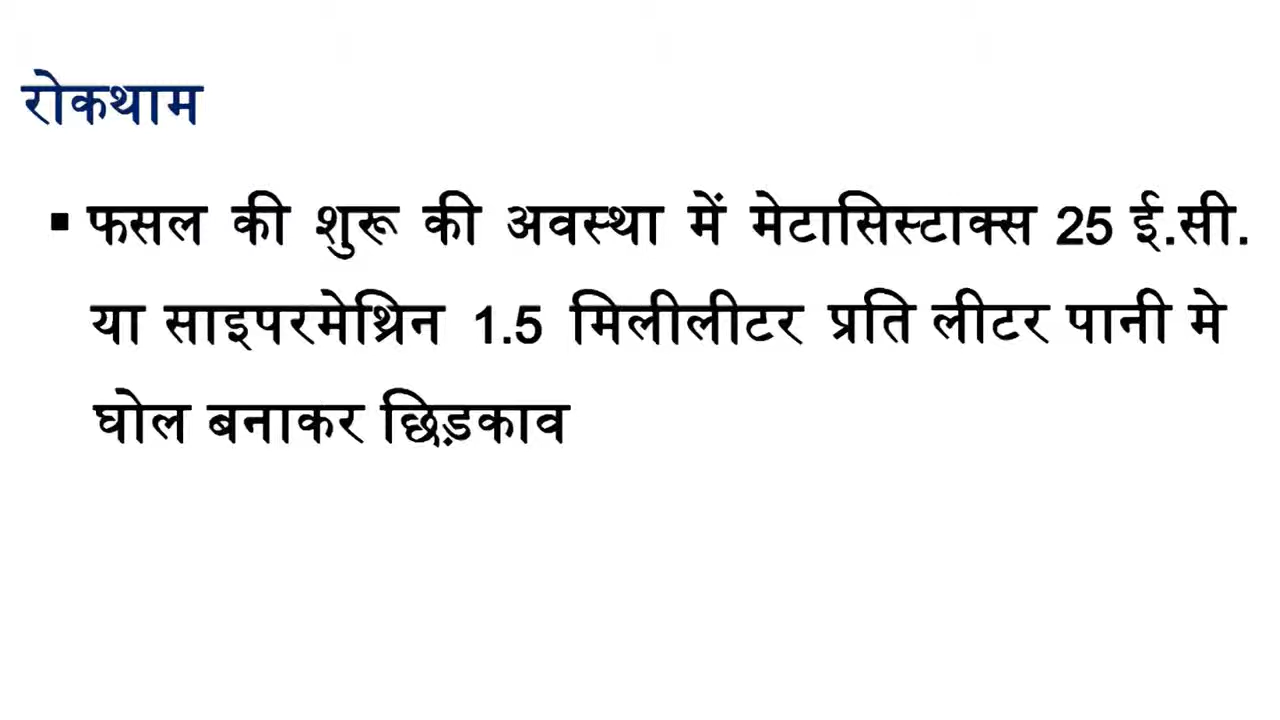 रोकथाम
▪ फसल की शुरू की अवस्था में मेटासिस्टाक्स 25 ई.सी.
या साइपरमेथ्रिन 1.5 मिलीलीटर प्रति लीटर पानी मे
घोल बनाकर छिड़काव